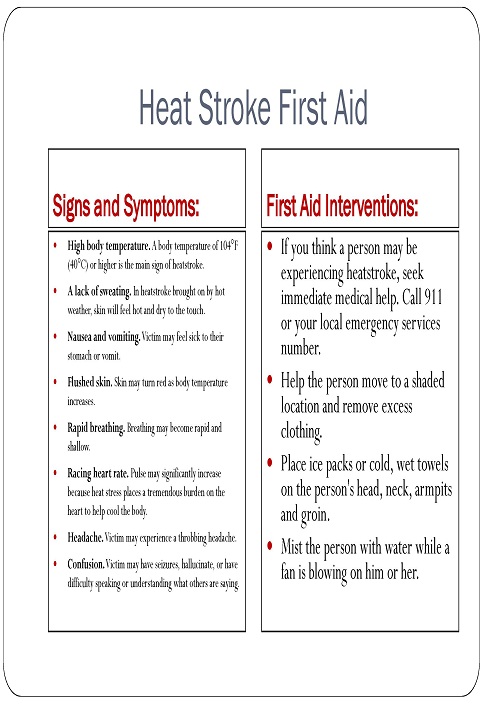 Heat Stroke First Aid
Signs and Symptoms:
• High body temperature. A body temperature of 104°F
(40°C) or higher is the main sign of heatstroke.
• A lack of sweating. In heatstroke brought on by hot
weather, skin will feel hot and dry to the touch.
• Nausea and vomiting. Victim may feel sick to their
stomach or vomit.
• Flushed skin. Skin may turn red as body temperature
increases.
• Rapid breathing. Breathing may become rapid and
shallow.
• Racing heart rate. Pulse may significantly increase
because heat stress places a tremendous burden on the
heart to help cool the body.
• Headache. Victim may experience a throbbing headache.
• Confusion. Victim may have seizures, hallucinate, or have
difficulty speaking or understanding what others are saying.
First Aid Interventions:
• If you think a person may be
experiencing heatstroke, seek
immediate medical help. Call 911
or your local emergency services
number.
• Help the person move to a shaded
location and remove excess
clothing.
• Place ice packs or cold, wet towels
on the person's head, neck, armpits
and groin.
• Mist the person with water while a
fan is blowing on him or her.